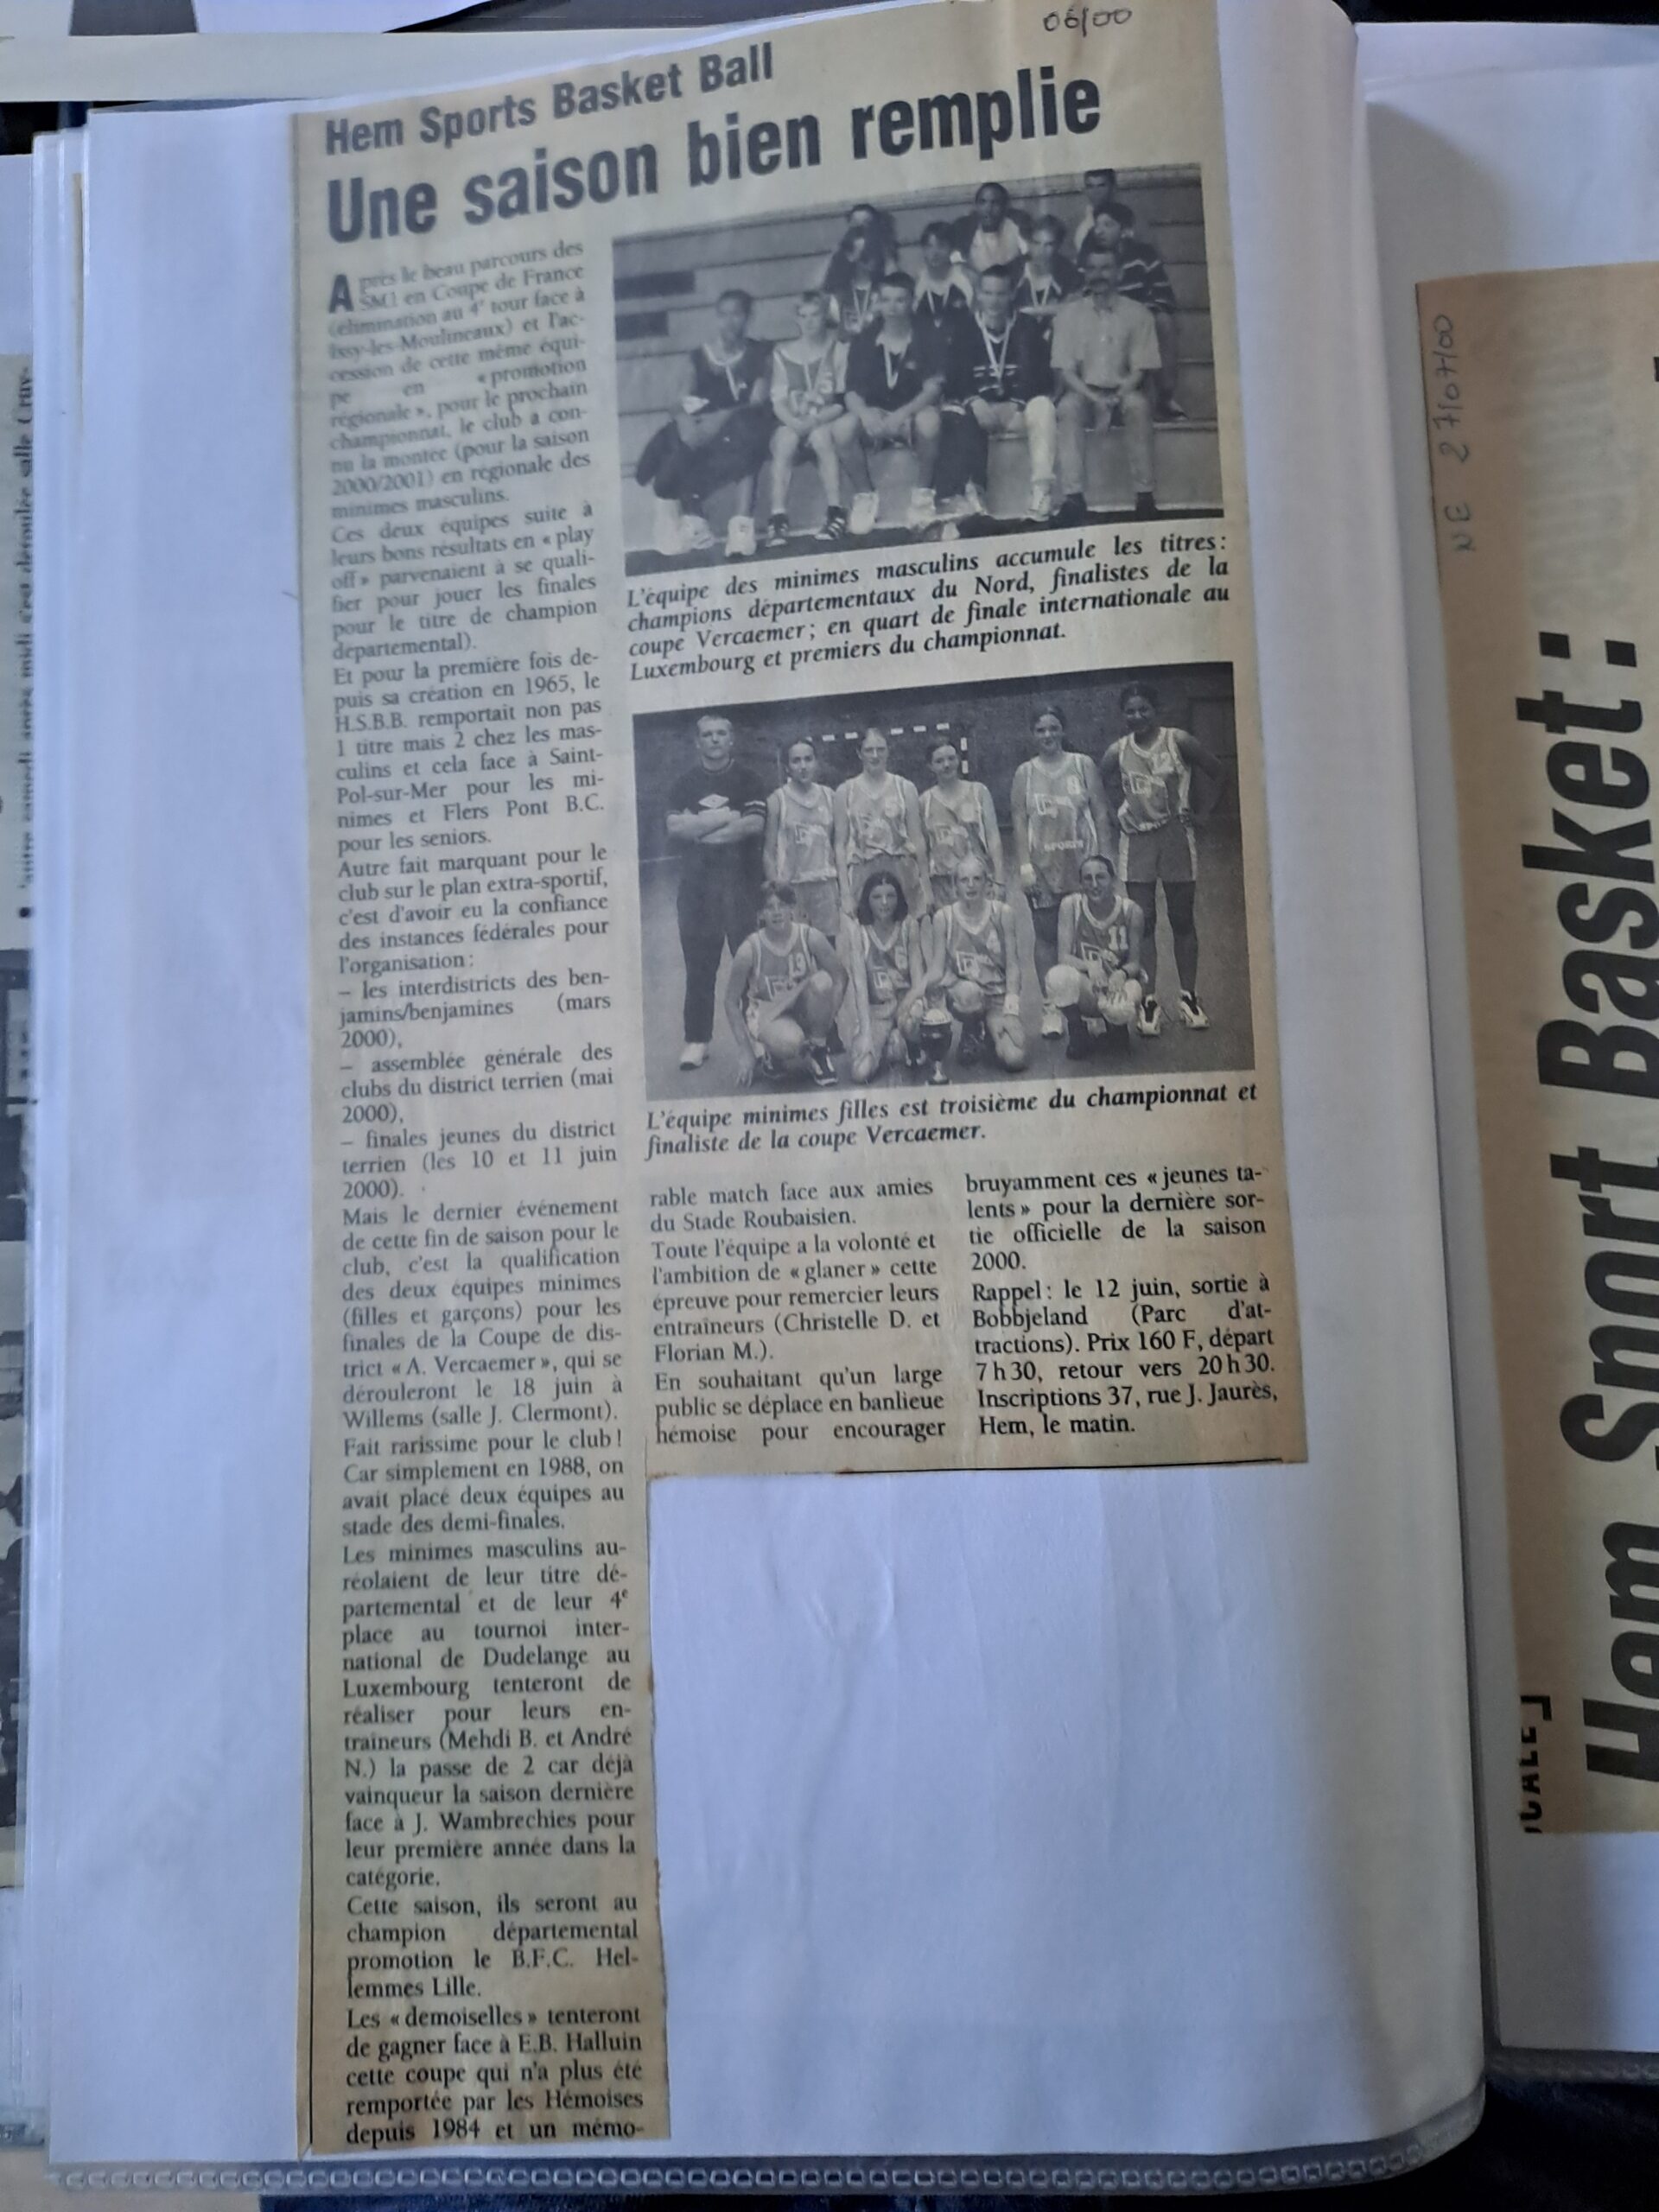 06/00
Hem Sports Basket Ball
Une saison bien remplie
Après le beau parcours des
SM1 en Coupe de France
(élimination au 4e tour face à
Issy-les-Moulineaux) et l'ac-
cession de cette même équi-
pe en « promotion
régionale », pour le prochain
championnat, le club a con-
nu la montée (pour la saison
2000/2001) en régionale des
minimes masculins.
Ces deux équipes suite à
leurs bons résultats en « play
off » parvenaient à se quali-
fier pour jouer les finales
pour le titre de champion
départemental).
Et pour la première fois de-
puis sa création en 1965, le
H.S.B.B. remportait non pas
1 titre mais 2 chez les mas-
culins et cela face à Saint-
Pol-sur-Mer pour les mi-
nimes et Flers Pont B.C.
pour les seniors.
Autre fait marquant pour le
club sur le plan extra-sportif,
c'est d'avoir eu la confiance
des instances fédérales pour
l'organisation :
– les interdistricts des ben-
jamins/benjamines (mars
2000),
– assemblée générale des
clubs du district terrien (mai
2000),
– finales jeunes du district
terrien (les 10 et 11 juin
2000).
Mais le dernier événement
de cette fin de saison pour le
club, c'est la qualification
des deux équipes minimes
(filles et garçons) pour les
finales de la Coupe de dis-
trict « A. Vercaemer », qui se
dérouleront le 18 juin à
Willems (salle J. Clermont).
Fait rarissime pour le club !
Car simplement en 1988, on
avait placé deux équipes au
stade des demi-finales.
Les minimes masculins au-
réolaient de leur titre dé-
partemental et de leur 4e
place au tournoi inter-
national de Dudelange au
Luxembourg tenteront de
réaliser pour leurs en-
traîneurs (Mehdi B. et André
N.) la passe de 2 car déjà
vainqueur la saison dernière
face à J. Wambrechies pour
leur première année dans la
catégorie.
Cette saison, ils seront au
champion départemental
promotion le B.F.C. Hel-
lemmes Lille.
Les « demoiselles » tenteront
de gagner face à E.B. Halluin
cette coupe qui n'a plus été
remportée par les Hémoises
depuis 1984 et un mémo-
L'équipe des minimes masculins accumule les titres :
champions départementaux du Nord, finalistes de la
coupe Vercaemer ; en quart de finale internationale au
Luxembourg et premiers du championnat.
SPORTS
12
13
11
L'équipe minimes filles est troisième du championnat et
finaliste de la coupe Vercaemer.
rable match face aux amies
du Stade Roubaisien.
Toute l'équipe a la volonté et
l'ambition de « glaner » cette
épreuve pour remercier leurs
entraîneurs (Christelle D. et
Florian M.).
En souhaitant qu'un large
public se déplace en banlieue
hémoise pour encourager
bruyamment ces « jeunes ta-
lents » pour la dernière sor-
tie officielle de la saison
2000.
Rappel : le 12 juin, sortie à
Bobbjeland (Parc d'at-
tractions). Prix 160 F, départ
7 h 30, retour vers 20 h 30.
Inscriptions 37, rue J. Jaurès,
Hem, le matin.
NE 27/07/00
Hem Sport Basket :